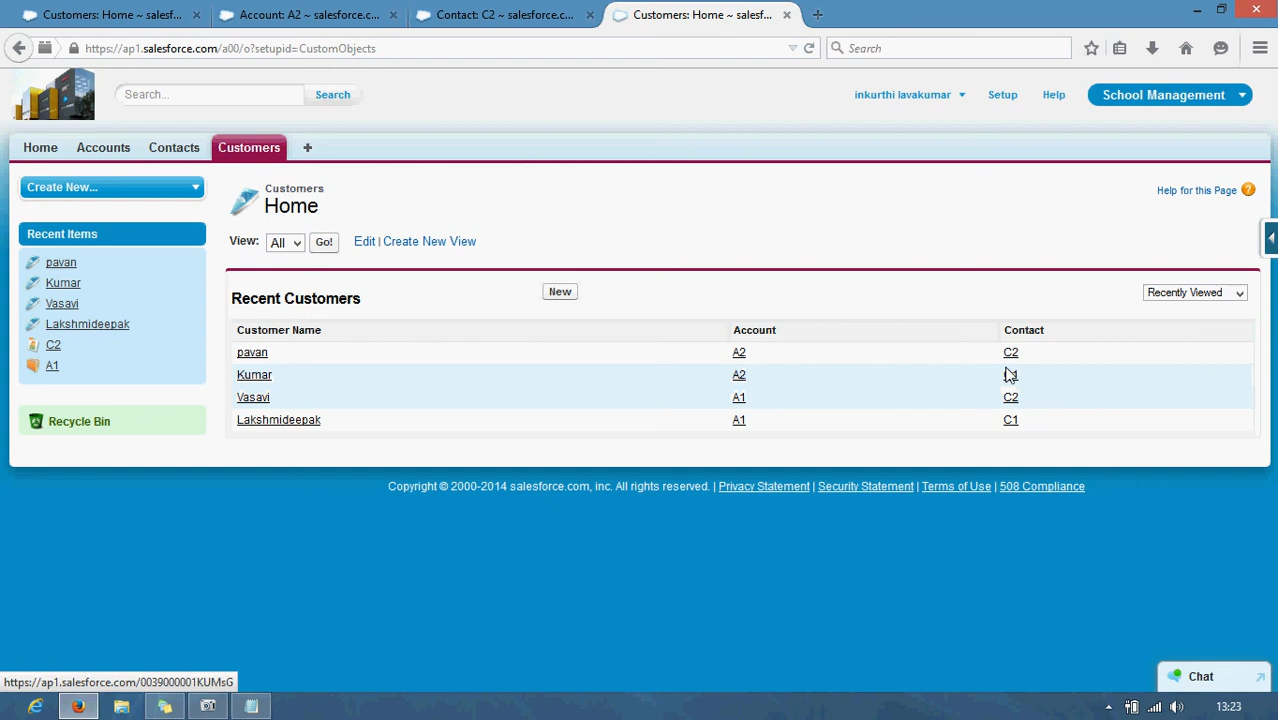 Customers: Home ~ salesf...
Account: A2 ~ salesforce.c...
Contact: C2 ~ salesforce.c...
Customers: Home ~ salesf...
https://ap1.salesforce.com/a00/o?setupid=CustomObjects
Search
Search...
Search
inkurthi lavakumar
Setup
Help
School Management
Home
Accounts
Contacts
Customers
Create New...
Customers
Home
Help for this Page
View: All Go! Edit | Create New View
Recent Items
pavan
Kumar
Vasavi
Lakshmideepak
C2
A1
Recycle Bin
Recent Customers
New
Recently Viewed
Customer Name Account Contact
pavan A2 C2
Kumar A2
Vasavi A1 C2
Lakshmideepak A1 C1
Copyright © 2000-2014 salesforce.com, inc. All rights reserved. | Privacy Statement | Security Statement | Terms of Use | 508 Compliance
https://ap1.salesforce.com/0039000001KUMsG
Chat
13:23